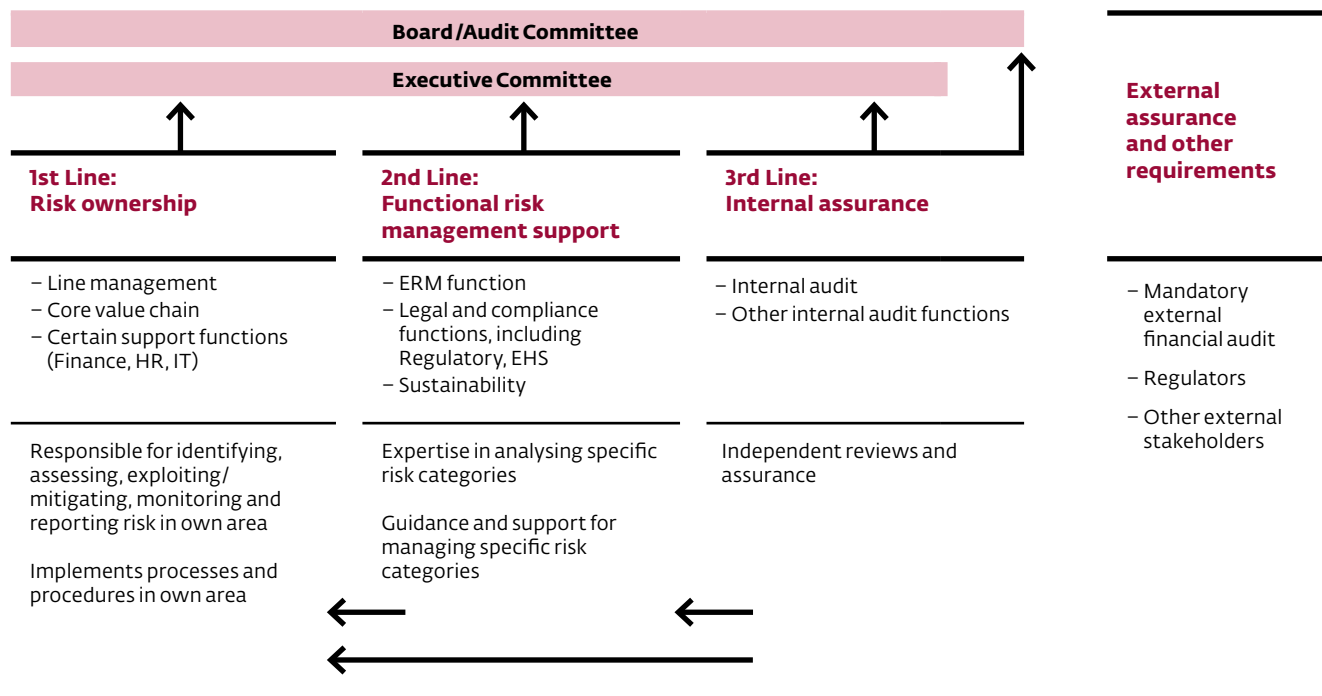 Board/Audit Committee
Executive Committee
1st Line:
Risk ownership
– Line management
– Core value chain
– Certain support functions
(Finance, HR, IT)
Responsible for identifying,
assessing, exploiting/
mitigating, monitoring and
reporting risk in own area
Implements processes and
procedures in own area
2nd Line:
Functional risk
management support
– ERM function
– Legal and compliance
functions, including
Regulatory, EHS
– Sustainability
Expertise in analysing specific
risk categories
Guidance and support for
managing specific risk
categories
3rd Line:
Internal assurance
– Internal audit
– Other internal audit functions
Independent reviews and
assurance
External
assurance
and other
requirements
– Mandatory
external
financial audit
– Regulators
– Other external
stakeholders